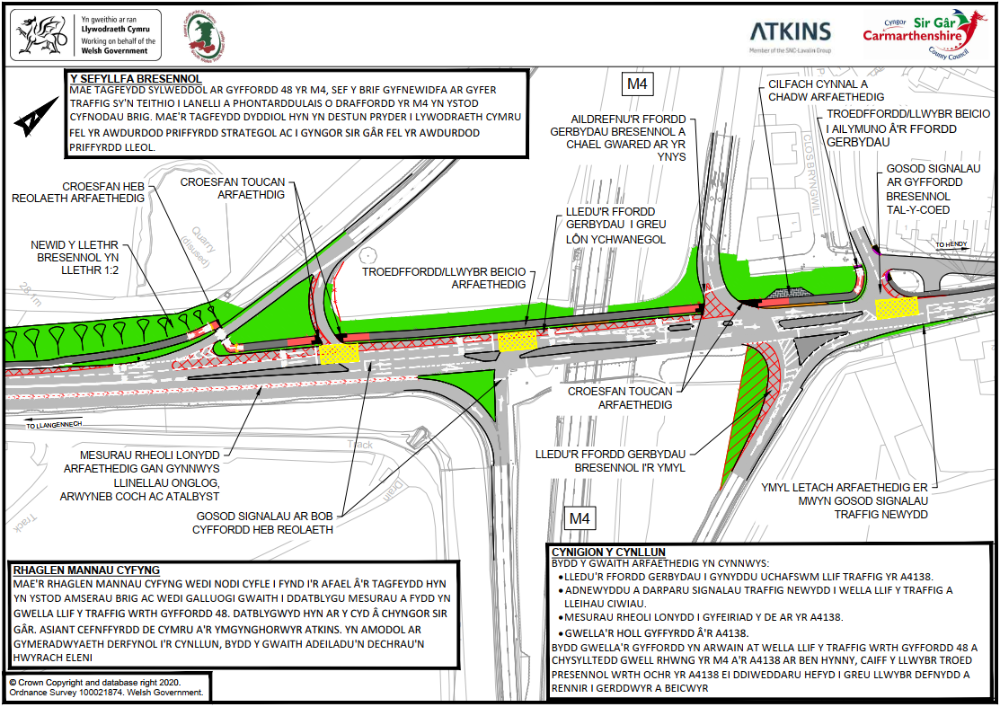 Yn gweithio ar ran
Llywodraeth Cymru
Working on behalf of the
Welsh Government
ATKINS
Member of the SNC-Lavalin Group
Cyngor
Sir Gâr
Carmarthenshire
County Council
Y SEFYLLFA BRESENNOL
MAE TAGFEYDD SYLWEDDOL AR GYFFORDD 48 YR M4, SEF Y BRIF GYFNEWIDFA AR GYFER
TRAFFIG SY'N TEITHIO I LANELLI A PHONTARDDULAIS O DRAFFORDD YR M4 YN YSTOD
CYFNODAU BRIG. MAE'R TAGFEYDD DYDDIOL HYN YN DESTUN PRYDER I LYWODRAETH CYMRU
FEL YR AWDURDOD PRIFFYRDD STRATEGOL AC I GYNGOR SIR GÂR FEL YR AWDURDOD
PRIFFYRDD LLEOL.
M4
CILFACH CYNNAL A
CHADW ARFAETHEDIG
AILDREFNU'R FFORDD
GERBYDAU BRESENNOL A
CHAEL GWARED AR YR
YNYS
TROEDFFORDD/LLWYBR BEICIO
I AILYMUNO Â'R FFORDD
GERBYDAU
CLOS BRYNGWILI
GOSOD SIGNALAU
AR GYFFORDD
BRESENNOL
TAL-Y-COED
TO HENDY
CROESFAN HEB
REOLAETH ARFAETHEDIG
CROESFAN TOUCAN
ARFAETHDIG
LLEDU'R FFORDD
GERBYDAU I GREU
LÔN YCHWANEGOL
Quarry
(disused)
NEWID Y LLETHR
BRESENNOL YN
LLETHR 1:2
28.1m
TROEDFFORDD/LLWYBR BEICIO
ARFAETHEDIG
CROESFAN TOUCAN
ARFAETHEDIG
TO LLANGENNECH
Track
Drain
Track
MESURAU RHEOLI LONYDD
ARFAETHEDIG GAN GYNNWYS
LLINELLAU ONGLOG,
ARWYNEB COCH AC ATALBYST
LLEDU'R FFORDD GERBYDAU
BRESENNOL I'R YMYL
YMYL LETACH ARFAETHEDIG ER
MWYN GOSOD SIGNALAU
TRAFFIG NEWYDD
GOSOD SIGNALAU AR BOB
CYFFORDD HEB REOLAETH
M4
RHAGLEN MANNAU CYFYNG
MAE'R RHAGLEN MANNAU CYFYNG WEDI NODI CYFLE I FYND I'R AFAEL Â'R TAGFEYDD HYN
YN YSTOD AMSERAU BRIG AC WEDI GALLUOGI GWAITH I DDATBLYGU MESURAU A FYDD YN
GWELLA LLIF Y TRAFFIG WRTH GYFFORDD 48. DATBLYGWYD HYN AR Y CYD Â CHYNGOR SIR
GÂR. ASIANT CEFNFFYRDD DE CYMRU A'R YMGYNGHORWYR ATKINS. YN AMODOL AR
GYMERADWYAETH DERFYNOL I'R CYNLLUN, BYDD Y GWAITH ADEILADU'N DECHRAU'N
HWYRACH ELENI
CYNIGION Y CYNLLUN
BYDD Y GWAITH ARFAETHEDIG YN CYNNWYS:
•LLEDU'R FFORDD GERBYDAU I GYNYDDU UCHAFSWM LLIF TRAFFIG YR A4138.
•ADNEWYDDU A DARPARU SIGNALAU TRAFFIG NEWYDD I WELLA LLIF Y TRAFFIG A
LLEIHAU CIWIAU.
•MESURAU RHEOLI LONYDD I GYFEIRIAD Y DE AR YR A4138.
•GWELLA'R HOLL GYFFYRDD Â'R A4138.
BYDD GWELLA'R GYFFORDD YN ARWAIN AT WELLA LLIF Y TRAFFIG WRTH GYFFORDD 48 A
CHYSYLLTEDD GWELL RHWNG YR M4 A'R A4138 AR BEN HYNNY, CAIFF Y LLWYBR TROED
PRESENNOL WRTH OCHR YR A4138 EI DDIWEDDARU HEFYD I GREU LLWYBR DEFNYDD A
RENNIR I GERDDWYR A BEICWYR
© Crown Copyright and database right 2020.
Ordnance Survey 100021874. Welsh Government.